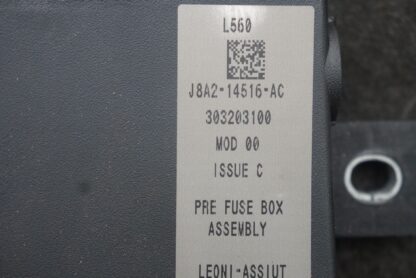 L560
J8A2-14516-AC
303203100
MOD 00
ISSUE C
PRE FUSE BOX
ASSEMBLY
LEONI-ASSIUT